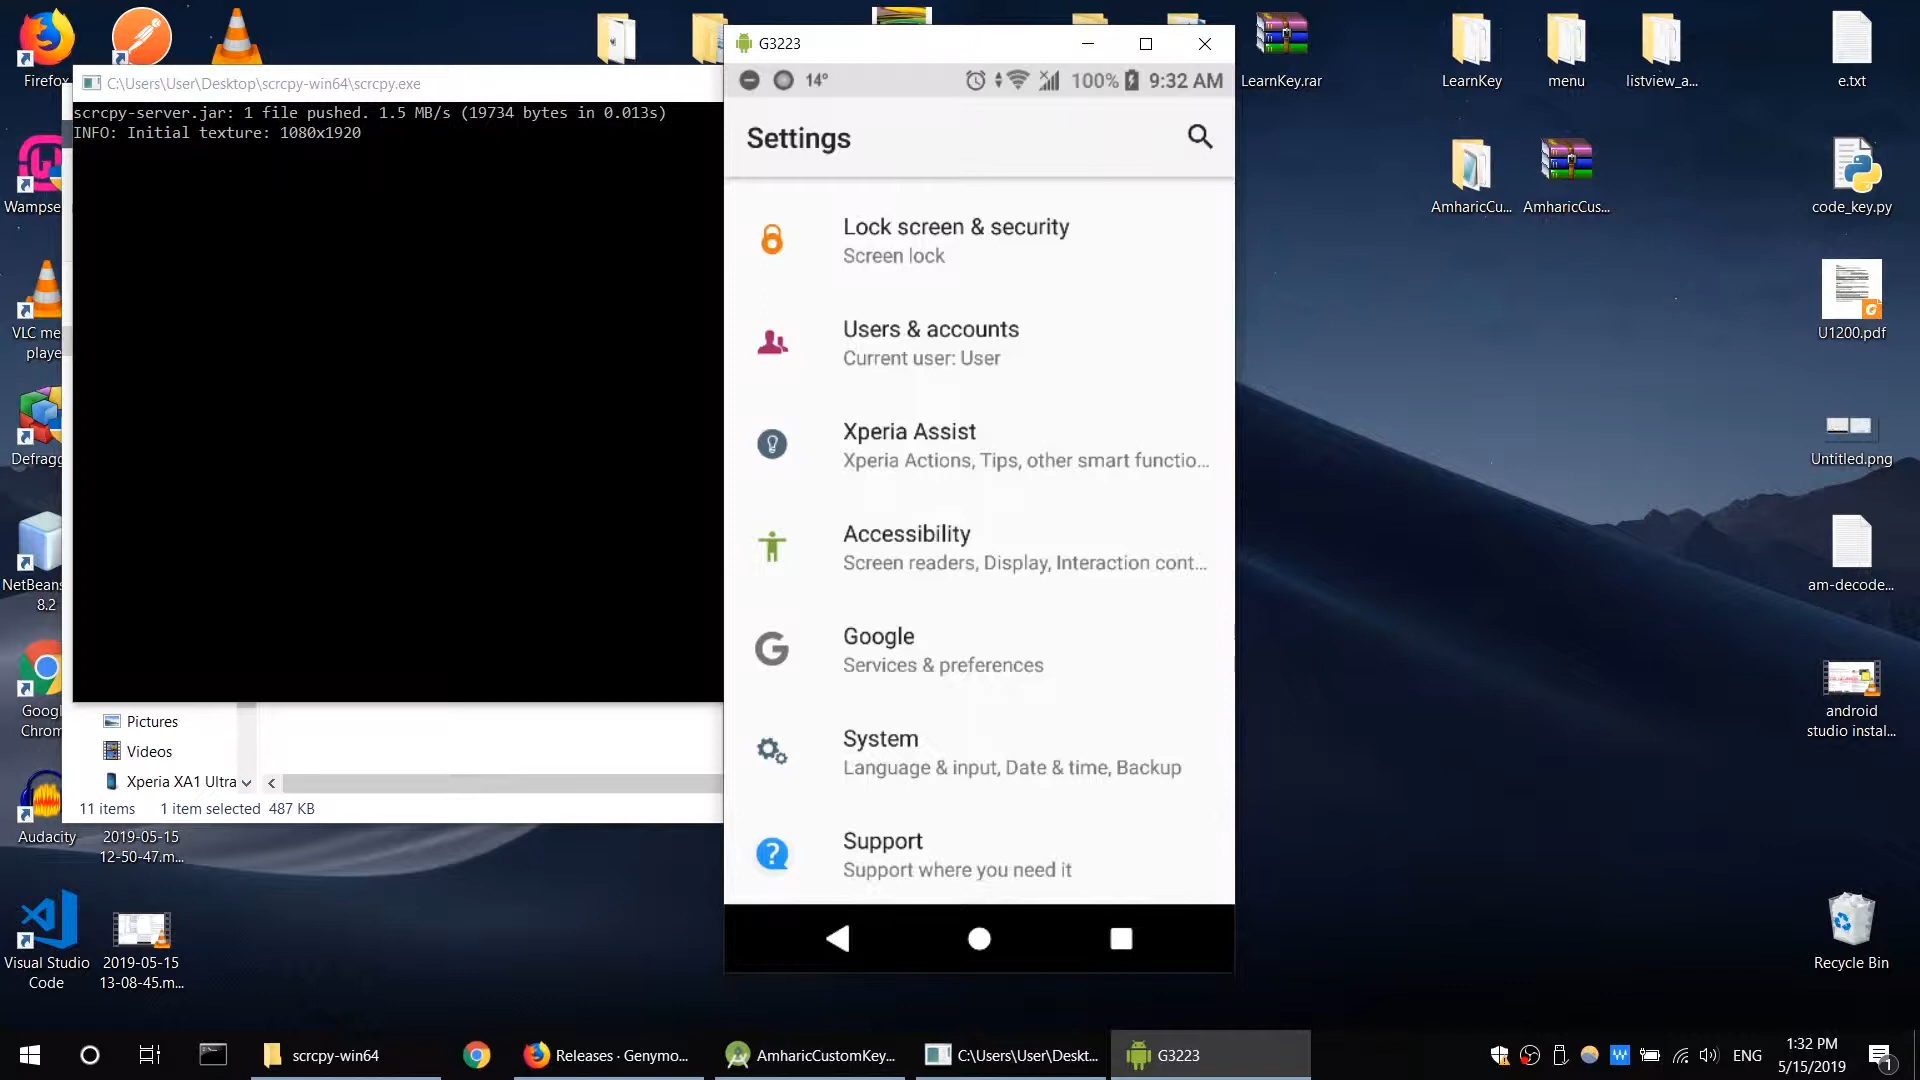 Firefox
C:\Users\User\Desktop\scrcpy-win64\scrcpy.exe
scrcpy-server.jar: 1 file pushed. 1.5 MB/s (19734 bytes in 0.013s)
INFO: Initial texture: 1080x1920
Wampse
VLC me
playe
Defragg
NetBeans
8.2
Googl
Chrom
Audacity
Visual Studio
Code
Pictures
Videos
Xperia XA1 Ultra
11 items 1 item selected 487 KB
2019-05-15
12-50-47.m...
2019-05-15
13-08-45.m...
G3223
14° 100% 9:32 AM
Settings
Lock screen & security
Screen lock
Users & accounts
Current user: User
Xperia Assist
Xperia Actions, Tips, other smart functio...
Accessibility
Screen readers, Display, Interaction cont...
Google
Services & preferences
System
Language & input, Date & time, Backup
Support
Support where you need it
LearnKey.rar
LearnKey
menu
listview_a...
e.txt
AmharicCu...
AmharicCus...
code_key.py
U1200.pdf
Untitled.png
am-decode...
android
studio instal...
Recycle Bin
scrcpy-win64
Releases · Genymo...
AmharicCustomKey...
C:\Users\User\Deskt...
G3223
ENG
1:32 PM
5/15/2019
1